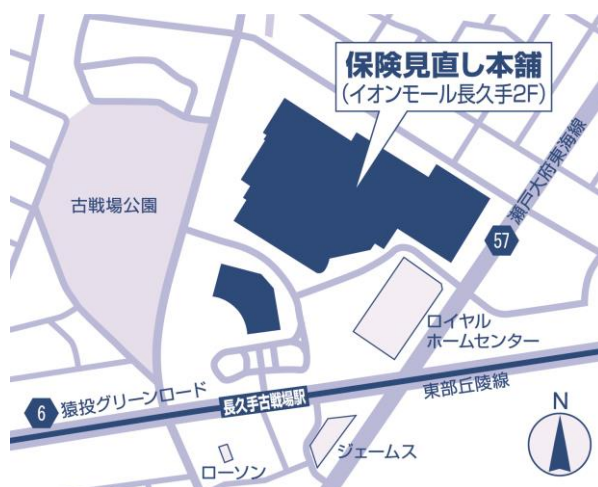 保険見直し本舗
(イオンモール長久手2F)
瀬戸大府東海線
57
古戦場公園
ロイヤル
ホームセンター
東部丘陵線
6
猿投グリーンロード
長久手古戦場駅
N
ジェームス
ローソン